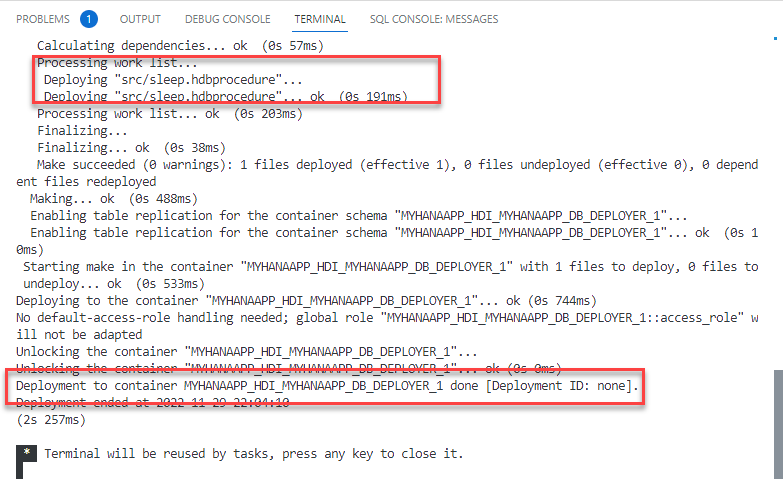 PROBLEMS 1 OUTPUT DEBUG CONSOLE TERMINAL SQL CONSOLE: MESSAGES
Calculating dependencies... ok (0s 57ms)
Processing work list...
Deploying "src/sleep.hdbprocedure"...
Deploying "src/sleep.hdbprocedure"... ok (0s 191ms)
Processing work list... ok (0s 203ms)
Finalizing...
Finalizing... ok (0s 38ms)
Make succeeded (0 warnings): 1 files deployed (effective 1), 0 files undeployed (effective 0), 0 depend
ent files redeployed
Making... ok (0s 488ms)
Enabling table replication for the container schema "MYHANAAPP_HDI_MYHANAAPP_DB_DEPLOYER_1"...
Enabling table replication for the container schema "MYHANAAPP_HDI_MYHANAAPP_DB_DEPLOYER_1"... ok (0s 1
0ms)
Starting make in the container "MYHANAAPP_HDI_MYHANAAPP_DB_DEPLOYER_1" with 1 files to deploy, 0 files to
undeploy... ok (0s 533ms)
Deploying to the container "MYHANAAPP_HDI_MYHANAAPP_DB_DEPLOYER_1"... ok (0s 744ms)
No default-access-role handling needed; global role "MYHANAAPP_HDI_MYHANAAPP_DB_DEPLOYER_1::access_role" w
ill not be adapted
Unlocking the container "MYHANAAPP_HDI_MYHANAAPP_DB_DEPLOYER_1"...
Unlocking the container "MYHANAAPP_HDI_MYHANAAPP_DB_DEPLOYER_1"... ok (0s 0ms)
Deployment to container MYHANAAPP_HDI_MYHANAAPP_DB_DEPLOYER_1 done [Deployment ID: none].
Deployment ended at 2022-11-29 22:04:10
(2s 257ms)
* Terminal will be reused by tasks, press any key to close it.